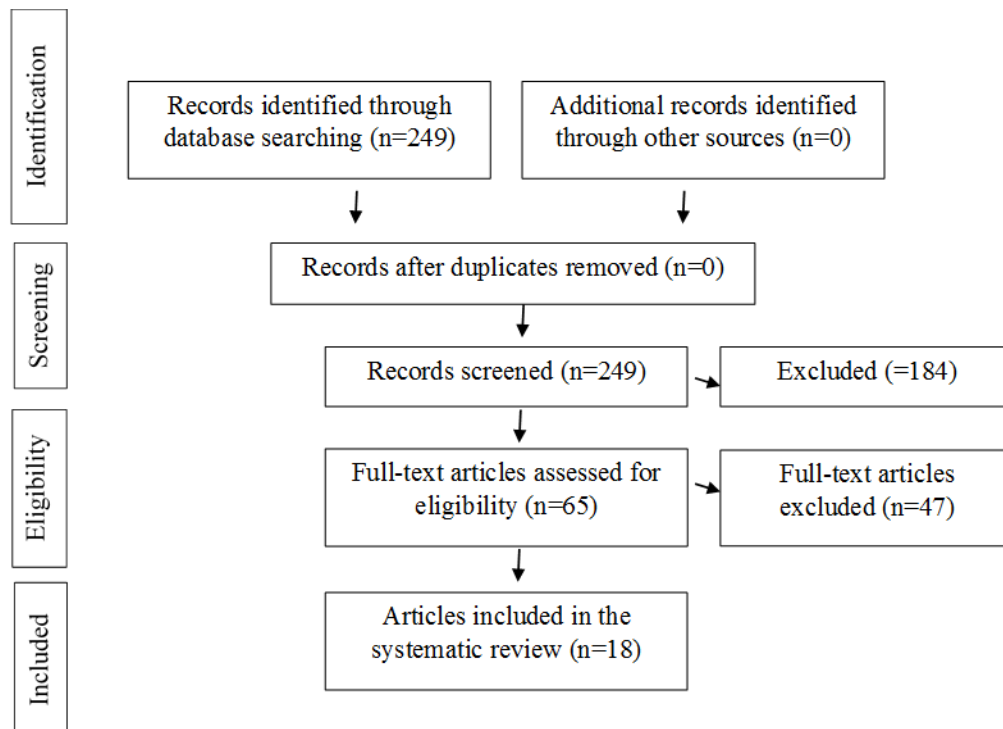 Identification
Records identified through
database searching (n=249)
Additional records identified
through other sources (n=0)
Screening
Records after duplicates removed (n=0)
Records screened (n=249)
Excluded (=184)
Eligibility
Full-text articles assessed for
eligibility (n=65)
Full-text articles
excluded (n=47)
Included
Articles included in the
systematic review (n=18)